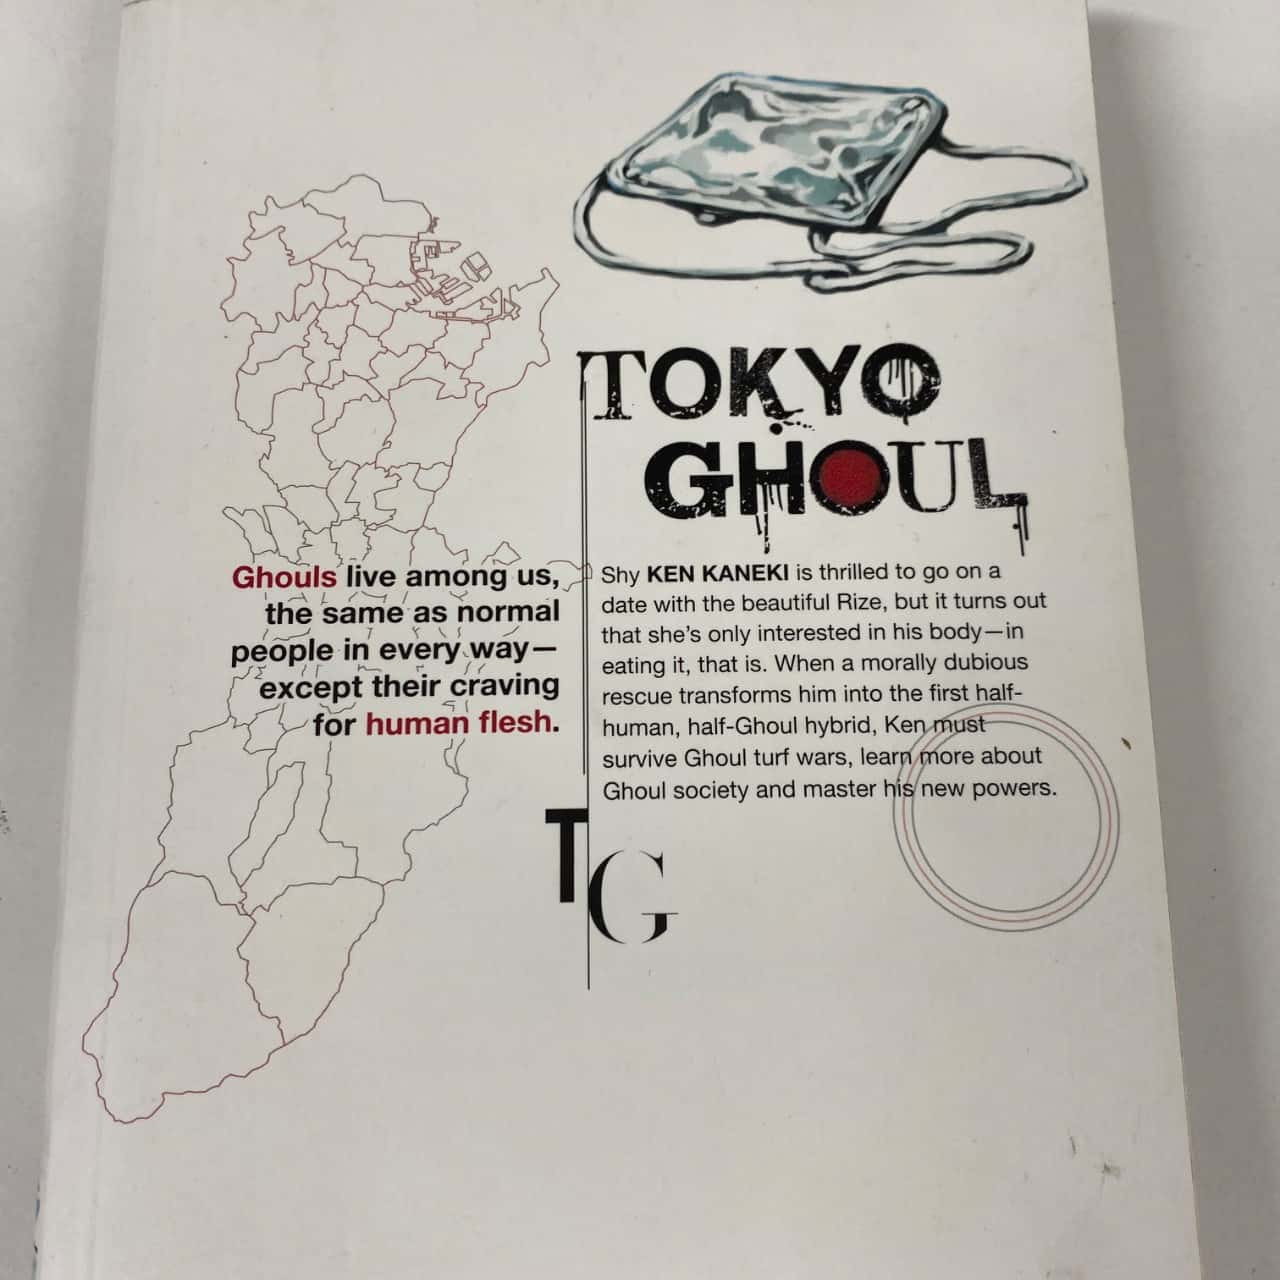 TOKYO
GHOUL
Ghouls live among us,
the same as normal
people in every way—
except their craving
for human flesh.
Shy KEN KANEKI is thrilled to go on a
date with the beautiful Rize, but it turns out
that she's only interested in his body—in
eating it, that is. When a morally dubious
rescue transforms him into the first half-
human, half-Ghoul hybrid, Ken must
survive Ghoul turf wars, learn more about
Ghoul society and master his new powers.
TG